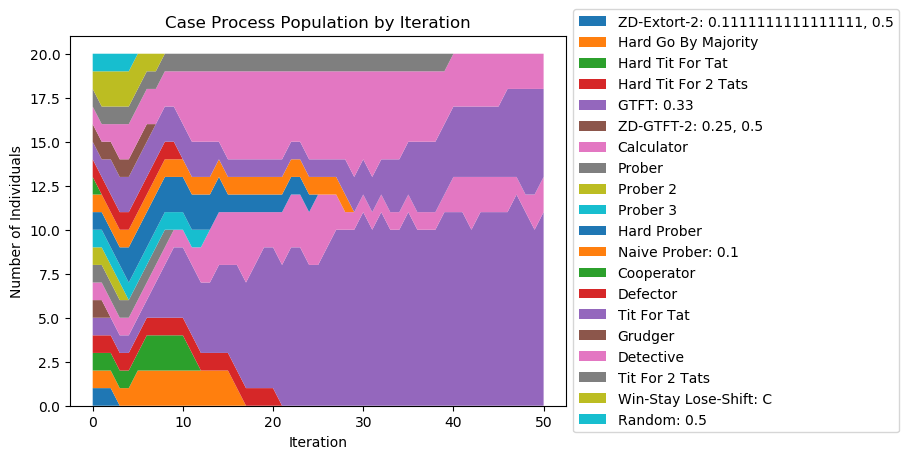 Case Process Population by Iteration
20.0
17.5
15.0
12.5
10.0
7.5
5.0
2.5
0.0
Number of Individuals
0 10 20 30 40 50
Iteration
ZD-Extort-2: 0.1111111111111111, 0.5
Hard Go By Majority
Hard Tit For Tat
Hard Tit For 2 Tats
GTFT: 0.33
ZD-GTFT-2: 0.25, 0.5
Calculator
Prober
Prober 2
Prober 3
Hard Prober
Naive Prober: 0.1
Cooperator
Defector
Tit For Tat
Grudger
Detective
Tit For 2 Tats
Win-Stay Lose-Shift: C
Random: 0.5